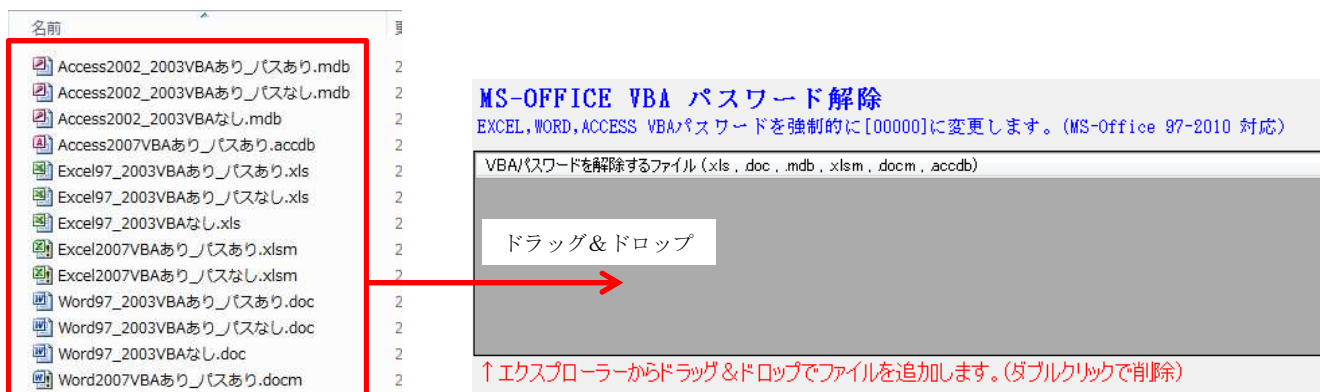 名前
Access2002_2003VBAあり_パスあり.mdb 2
Access2002_2003VBAあり_パスなし.mdb 2
Access2002_2003VBAなし.mdb 2
Access2007VBAあり_パスあり.accdb 2
Excel97_2003VBAあり_パスあり.xls 2
Excel97_2003VBAあり_パスなし.xls 2
Excel97_2003VBAなし.xls 2
Excel2007VBAあり_パスあり.xlsm 2
Excel2007VBAあり_パスなし.xlsm 2
Word97_2003VBAあり_パスあり.doc 2
Word97_2003VBAあり_パスなし.doc 2
Word97_2003VBAなし.doc 2
Word2007VBAあり_パスあり.docm 2
MS-OFFICE VBA パスワード解除
EXCEL,WORD,ACCESS VBAパスワードを強制的に[00000]に変更します。(MS-Office 97-2010 対応)
VBAパスワードを解除するファイル (.xls , .doc , .mdb , .xlsm , .docm , .accdb)
ドラッグ＆ドロップ
↑エクスプローラーからドラッグ&ドロップでファイルを追加します。(ダブルクリックで削除)